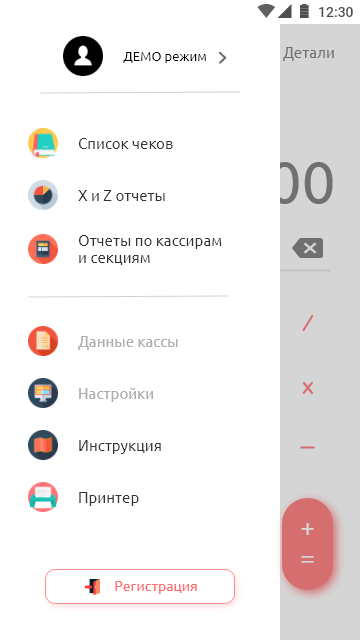 12:30
ДЕМО режим
Детали
Список чеков
X и Z отчеты
00
Отчеты по кассирам
и секциям
/
Данные кассы
×
Настройки
Инструкция
−
Принтер
+
=
Регистрация